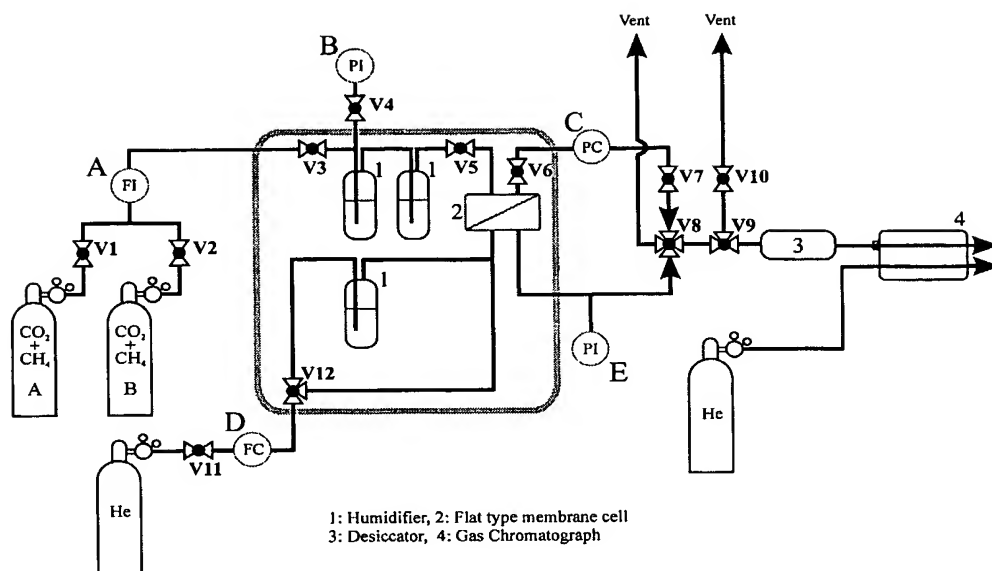 Vent
Vent
B
PI
V4
C
PC
A
FI
V3
1
1
V5
V6
V7
V10
2
V8
V9
3
4
V1
V2
CO₂
+
CH₄
A
CO₂
+
CH₄
B
1
V12
PI
E
He
D
FC
V11
He
1: Humidifier, 2: Flat type membrane cell
3: Desiccator, 4: Gas Chromatograph